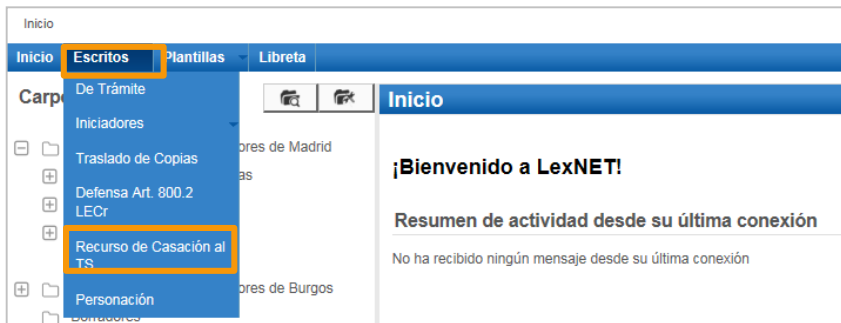 Inicio
Inicio Escritos Plantillas Libreta
De Trámite
Iniciadores
Traslado de Copias
Defensa Art. 800.2
LECr
Recurso de Casación al
TS
Personación
ores de Madrid
as
ores de Burgos
Inicio
¡Bienvenido a LexNET!
Resumen de actividad desde su última conexión
No ha recibido ningún mensaje desde su última conexión